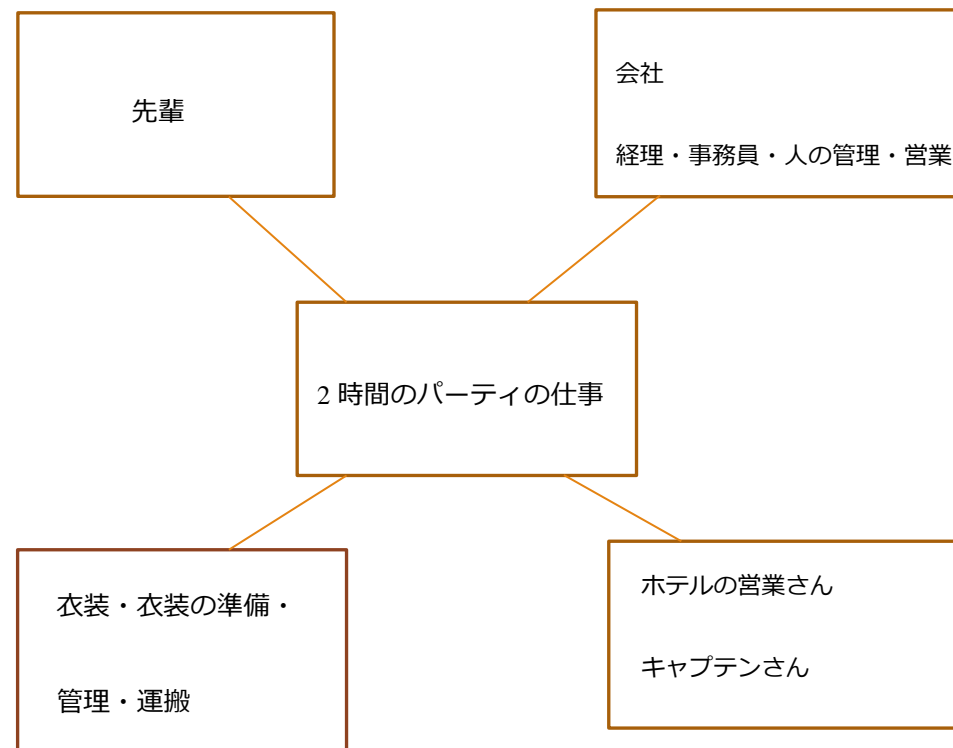 先輩
会社
経理・事務員・人の管理・営業
2 時間のパーティの仕事
衣装・衣装の準備・
管理・運搬
ホテルの営業さん
キャプテンさん